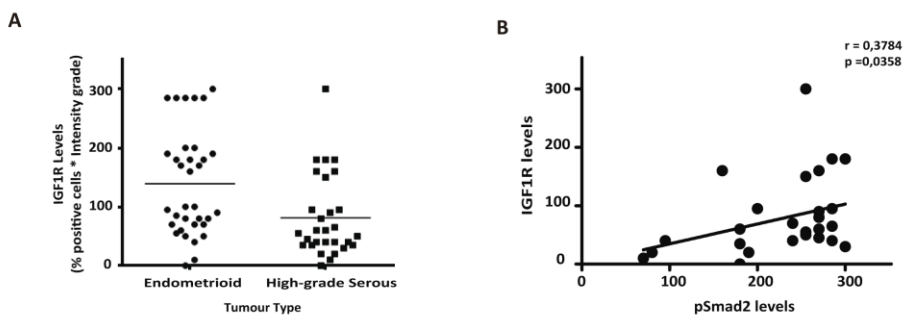 A
IGF1R Levels
(% positive cells * Intensity grade)
300
200
100
0
Endometrioid High-grade Serous
Tumour Type
B
r = 0,3784
p =0,0358
IGF1R levels
300
200
100
0
0 100 200 300
pSmad2 levels